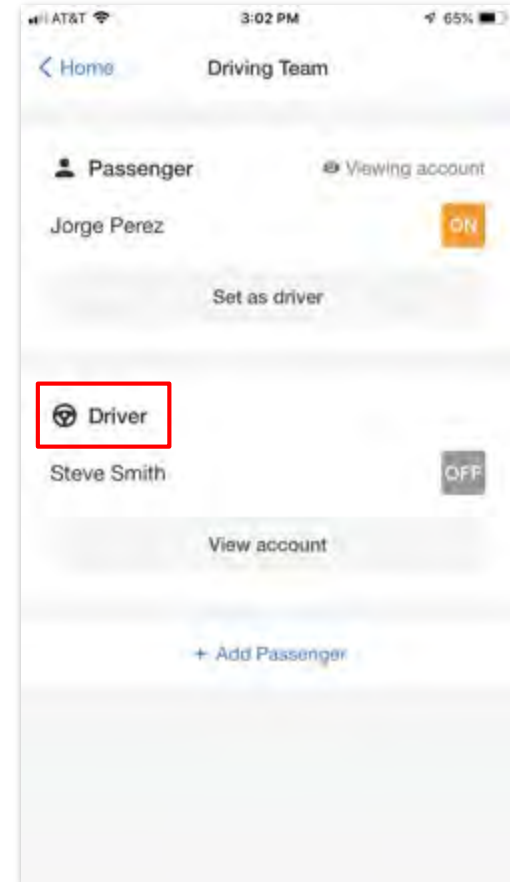 AT&T 3:02 PM 65%
Home Driving Team
Passenger Viewing account
Jorge Perez ON
Set as driver
Driver
Steve Smith OFF
View account
+ Add Passenger